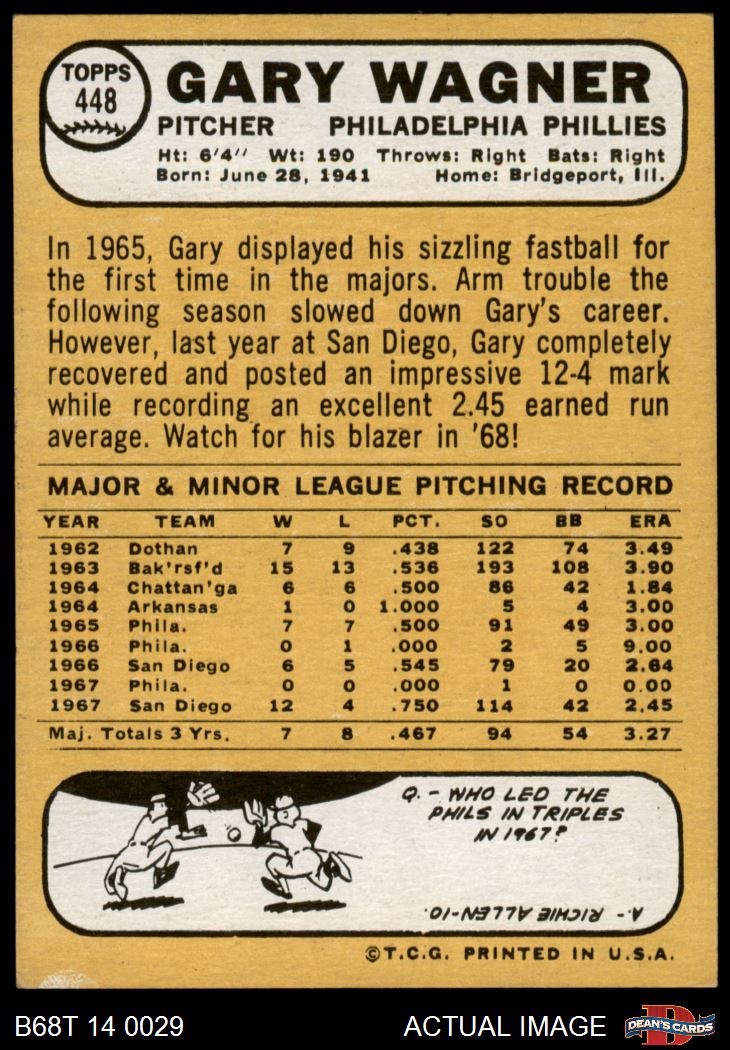 TOPPS
448
GARY WAGNER
PITCHER PHILADELPHIA PHILLIES
Ht: 6'4" Wt: 190 Throws: Right Bats: Right
Born: June 28, 1941 Home: Bridgeport, Ill.
In 1965, Gary displayed his sizzling fastball for
the first time in the majors. Arm trouble the
following season slowed down Gary's career.
However, last year at San Diego, Gary completely
recovered and posted an impressive 12-4 mark
while recording an excellent 2.45 earned run
average. Watch for his blazer in '68!
MAJOR & MINOR LEAGUE PITCHING RECORD
YEAR TEAM W L PCT. SO BB ERA
1962 Dothan 7 9 .438 122 74 3.49
1963 Bak'rsf'd 15 13 .536 193 108 3.90
1964 Chattan'ga 6 6 .500 86 42 1.84
1964 Arkansas 1 0 1.000 5 4 3.00
1965 Phila. 7 7 .500 91 49 3.00
1966 Phila. 0 1 .000 2 5 9.00
1966 San Diego 6 5 .545 79 20 2.64
1967 Phila. 0 0 .000 1 0 0.00
1967 San Diego 12 4 .750 114 42 2.45
Maj. Totals 3 Yrs. 7 8 .467 94 54 3.27
Q. - WHO LED THE
PHILS IN TRIPLES
IN 1967?
A. - RICHIE ALLEN-10.
©T.C.G. PRINTED IN U.S.A.
B68T 14 0029 ACTUAL IMAGE
D
DEAN'S CARDS